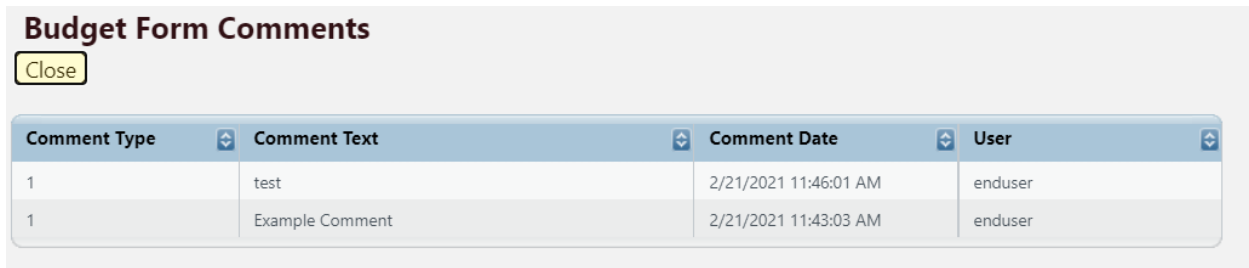 Budget Form Comments
Close
Comment Type Comment Text Comment Date User
1 test 2/21/2021 11:46:01 AM enduser
1 Example Comment 2/21/2021 11:43:03 AM enduser